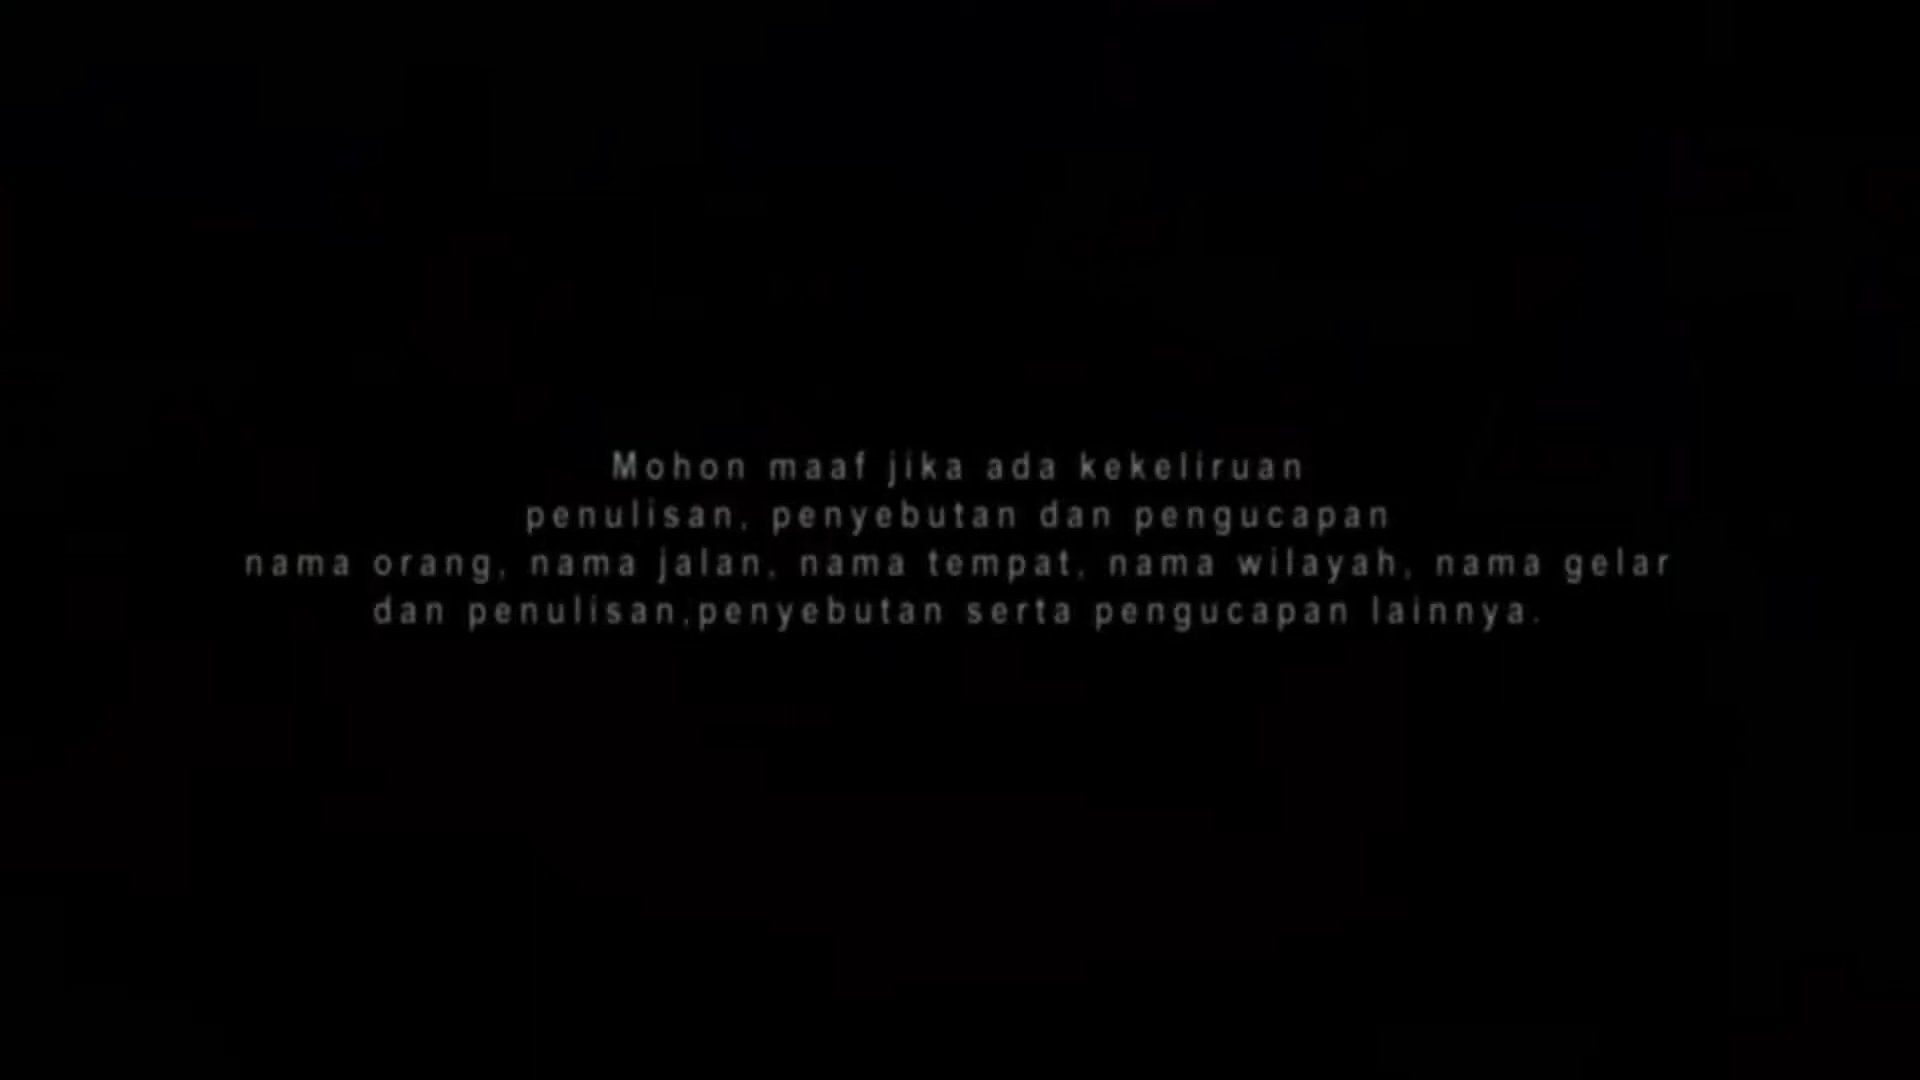 Mohon maaf jika ada kekeliruan
penulisan, penyebutan dan pengucapan
nama orang, nama jalan, nama tempat, nama wilayah, nama gelar
dan penulisan,penyebutan serta pengucapan lainnya.